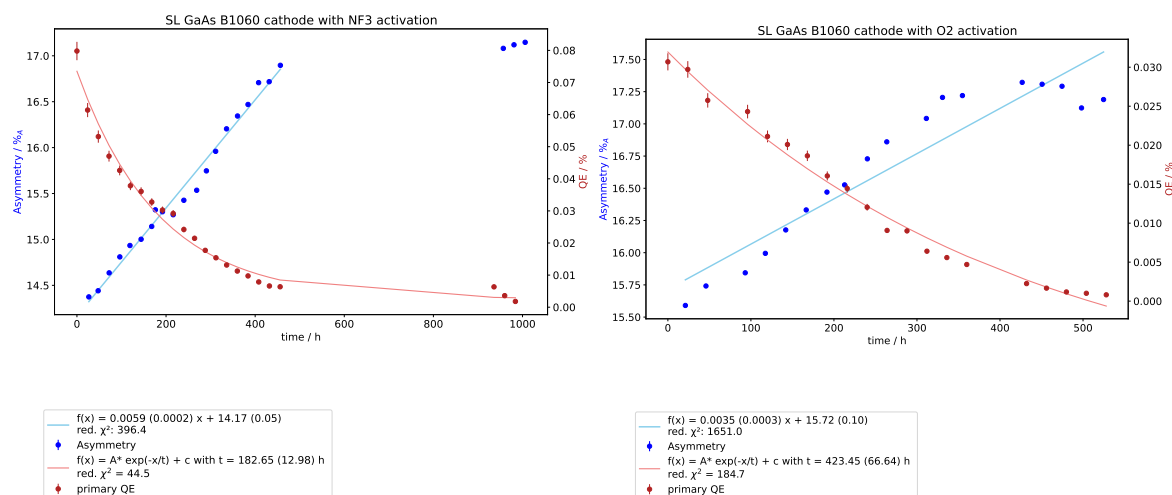 SL GaAs B1060 cathode with NF3 activation
17.0
16.5
16.0
15.5
15.0
14.5
Asymmetry / %A
0.08
0.07
0.06
0.05
0.04
0.03
0.02
0.01
0.00
QE / %
0 200 400 600 800 1000
time / h
f(x) = 0.0059 (0.0002) x + 14.17 (0.05)
red. χ²: 396.4
Asymmetry
f(x) = A* exp(-x/t) + c with t = 182.65 (12.98) h
red. χ² = 44.5
primary QE
SL GaAs B1060 cathode with O2 activation
17.50
17.25
17.00
16.75
16.50
16.25
16.00
15.75
15.50
Asymmetry / %A
0.030
0.025
0.020
0.015
0.010
0.005
0.000
QE / %
0 100 200 300 400 500
time / h
f(x) = 0.0035 (0.0003) x + 15.72 (0.10)
red. χ²: 1651.0
Asymmetry
f(x) = A* exp(-x/t) + c with t = 423.45 (66.64) h
red. χ² = 184.7
primary QE